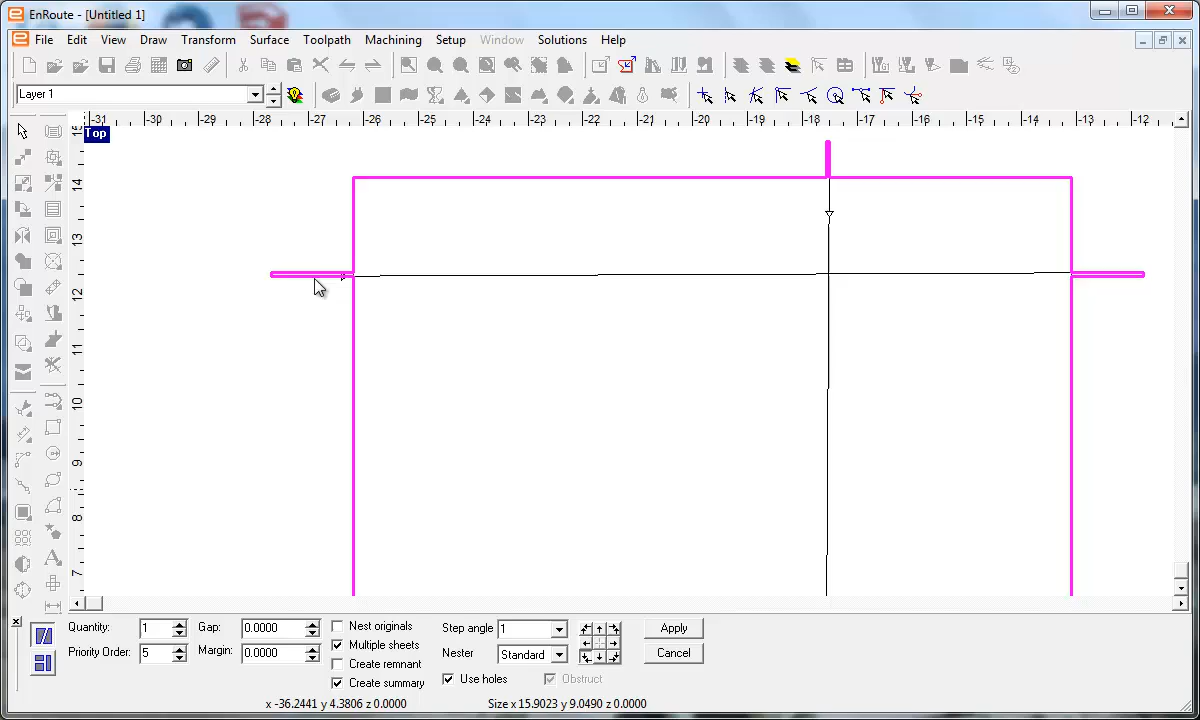 EnRoute - [Untitled 1]
File Edit View Draw Transform Surface Toolpath Machining Setup Window Solutions Help
Layer 1
-31 -30 -29 -28 -27 -26 -25 -24 -23 -22 -21 -20 -19 -18 -17 -16 -15 -14 -13 -12
Top
14
13
12
11
10
9
8
7
Quantity: 1 Gap: 0.0000 Nest originals Step angle 1 Apply
Multiple sheets
Priority Order: 5 Margin: 0.0000 Create remnant Nester Standard Cancel
Create summary Use holes Obstruct
x -36.2441 y 4.3806 z 0.0000 Size x 15.9023 y 9.0490 z 0.0000